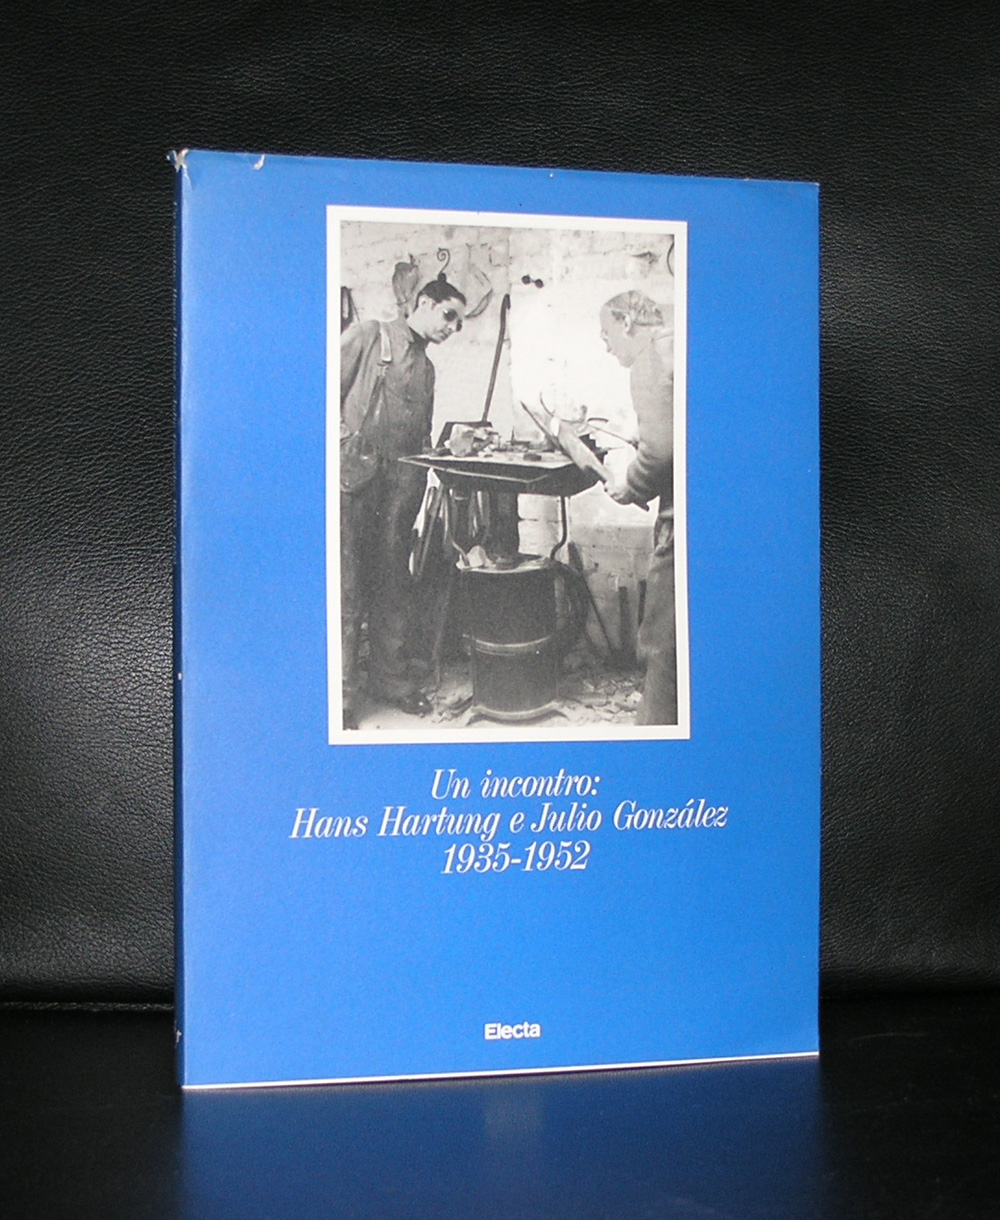 Un incontro:
Hans Hartung e Julio González
1935-1952
Electa